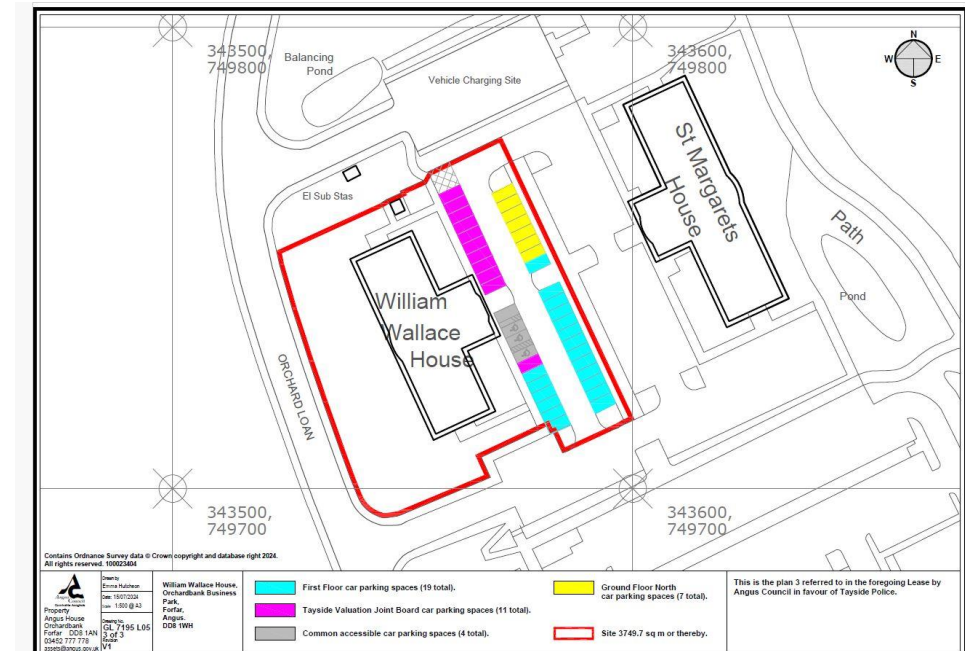 343500,
749800
Balancing
Pond
Vehicle Charging Site
343600,
749800
N
W
E
S
St Margarets
House
El Sub Stas
Path
Pond
William
Wallace
House
ORCHARD LOAN
343500,
749700
343600,
749700
Contains Ordnance Survey data © Crown copyright and database right 2024.
All rights reserved. 100023404
Angus
Council
Property
Angus House
Orchardbank
Forfar DD8 1AN
03452 777 778
assets@angus.gov.uk
Drawn by
Emma Hutcheon
Date: 15/07/2024
Scale 1:500 @ A3
Drawing No.
GL 7195 L05
3 of 3
Revision
V1
William Wallace House,
Orchardbank Business
Park,
Forfar,
Angus.
DD8 1WH
First Floor car parking spaces (19 total).
Tayside Valuation Joint Board car parking spaces (11 total).
Common accessible car parking spaces (4 total).
Ground Floor North
car parking spaces (7 total).
Site 3749.7 sq m or thereby.
This is the plan 3 referred to in the foregoing Lease by
Angus Council in favour of Tayside Police.